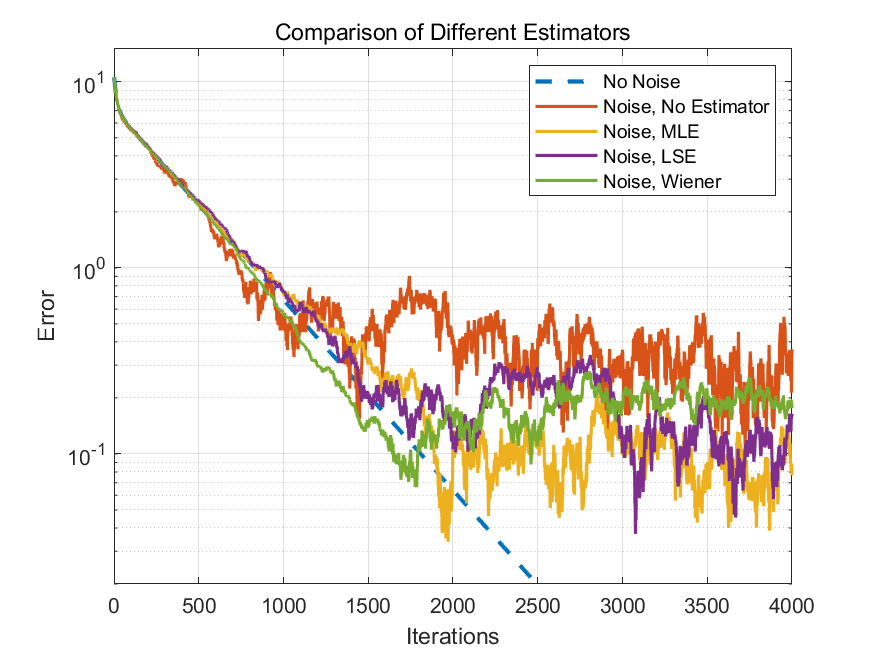 Comparison of Different Estimators
No Noise
Noise, No Estimator
Noise, MLE
Noise, LSE
Noise, Wiener
10^1
10^0
10^-1
Error
0 500 1000 1500 2000 2500 3000 3500 4000
Iterations